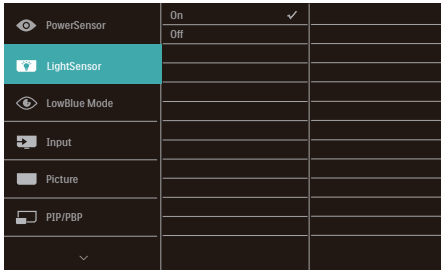 PowerSensor
LightSensor
LowBlue Mode
Input
Picture
PIP/PBP
On
Off